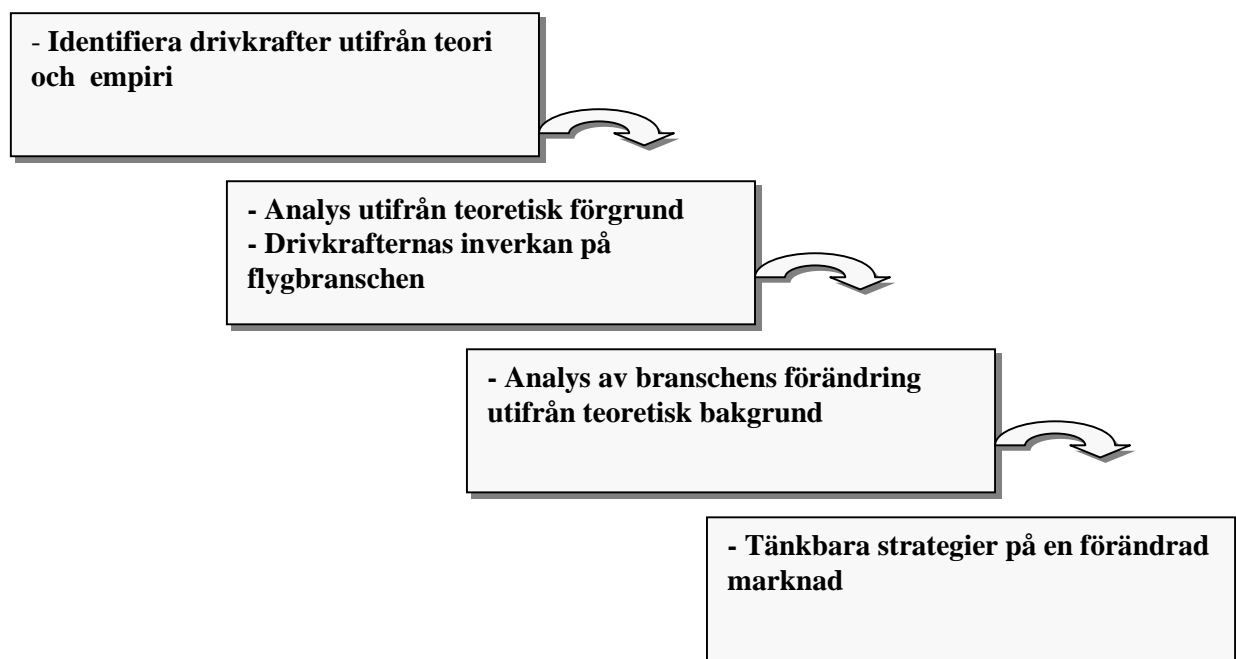 - Identifiera drivkrafter utifrån teori
och empiri
- Analys utifrån teoretisk förgrund
- Drivkrafternas inverkan på
flygbranschen
- Analys av branschens förändring
utifrån teoretisk bakgrund
- Tänkbara strategier på en förändrad
marknad